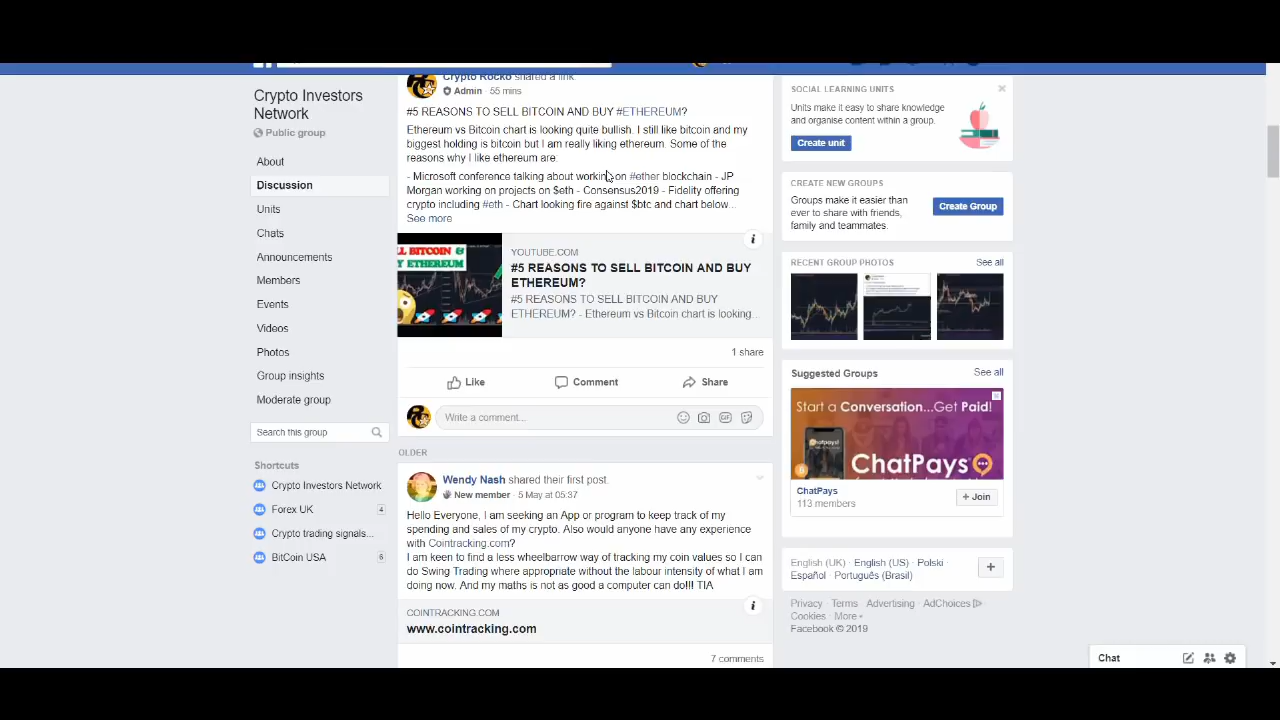 Crypto Investors
Network
Public group
About
Discussion
Units
Chats
Announcements
Members
Events
Videos
Photos
Group insights
Moderate group
Search this group
Shortcuts
Crypto Investors Network
Forex UK 4
Crypto trading signals...
BitCoin USA 6
Crypto Rocko shared a link.
Admin · 55 mins
#5 REASONS TO SELL BITCOIN AND BUY #ETHEREUM?
Ethereum vs Bitcoin chart is looking quite bullish. I still like bitcoin and my
biggest holding is bitcoin but I am really liking ethereum. Some of the
reasons why I like ethereum are.
- Microsoft conference talking about working on #ether blockchain - JP
Morgan working on projects on $eth - Consensus2019 - Fidelity offering
crypto including #eth - Chart looking fire against $btc and chart below...
See more
LL BITCOIN &
Y ETHEREUM
YOUTUBE.COM
#5 REASONS TO SELL BITCOIN AND BUY
ETHEREUM?
#5 REASONS TO SELL BITCOIN AND BUY
ETHEREUM? - Ethereum vs Bitcoin chart is looking...
1 share
Like Comment Share
Write a comment... GIF
OLDER
Wendy Nash shared their first post.
New member · 5 May at 05:37
Hello Everyone, I am seeking an App or program to keep track of my
spending and sales of my crypto. Also would anyone have any experience
with Cointracking.com?
I am keen to find a less wheelbarrow way of tracking my coin values so I can
do Swing Trading where appropriate without the labour intensity of what I am
doing now. And my maths is not as good a computer can do!!! TIA
COINTRACKING.COM
www.cointracking.com
7 comments
SOCIAL LEARNING UNITS
Units make it easy to share knowledge
and organise content within a group.
Create unit
CREATE NEW GROUPS
Groups make it easier than
ever to share with friends,
family and teammates.
Create Group
RECENT GROUP PHOTOS See all
Suggested Groups See all
Start a Conversation...Get Paid!
Chatpays!
ChatPays
ChatPays
113 members
+ Join
English (UK) · English (US) · Polski ·
Español · Português (Brasil)
Privacy · Terms · Advertising · AdChoices ·
Cookies · More
Facebook © 2019
Chat